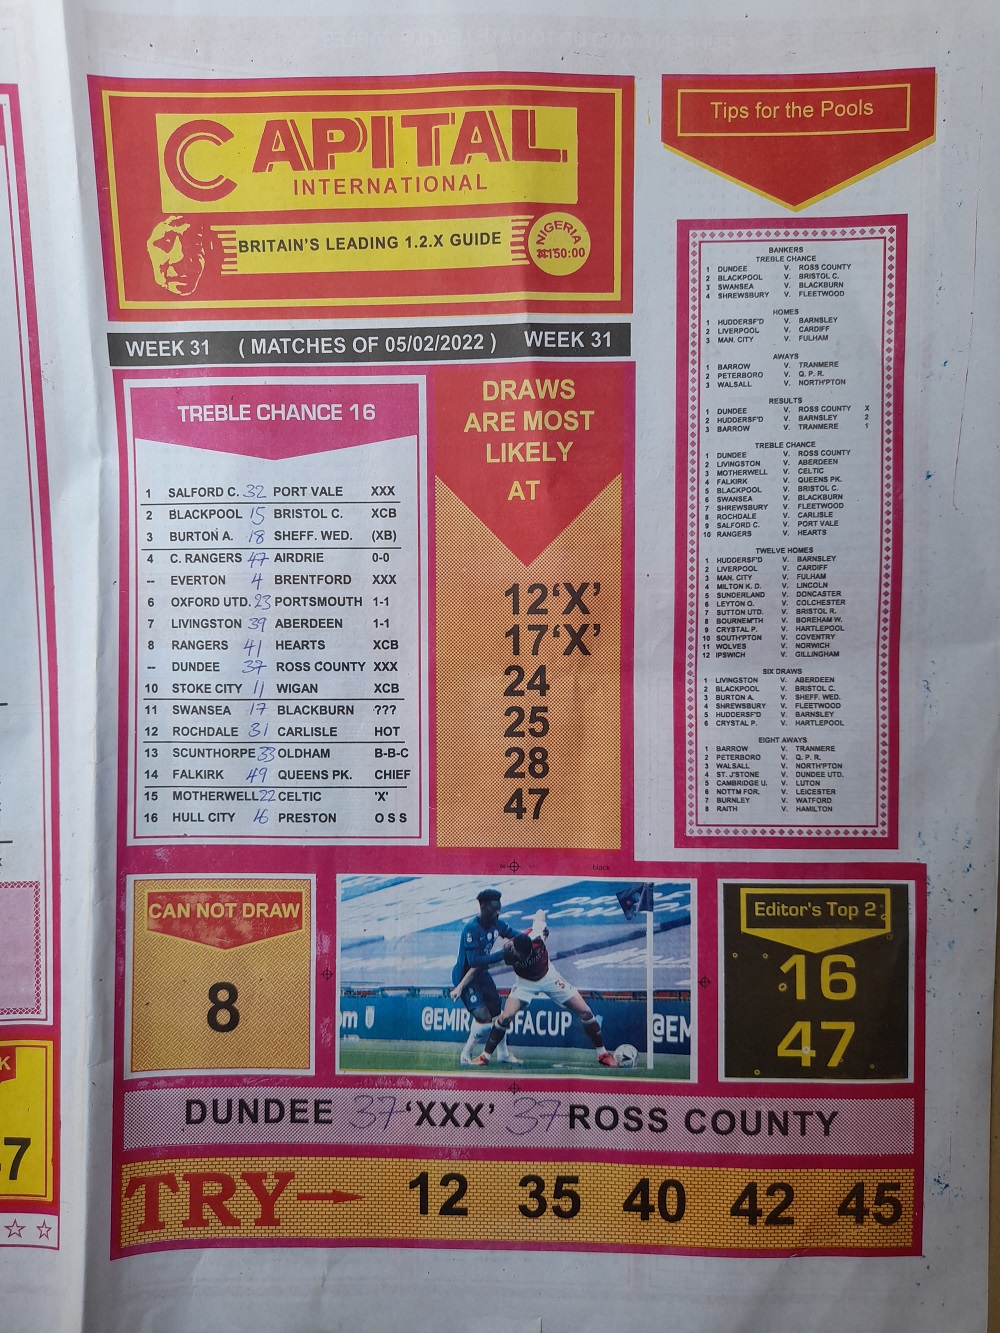 CAPITAL
INTERNATIONAL
BRITAIN'S LEADING 1.2.X GUIDE
NIGERIA
₦150:00
WEEK 31 ( MATCHES OF 05/02/2022 ) WEEK 31
TREBLE CHANCE 16
1 SALFORD C. 32 PORT VALE XXX
2 BLACKPOOL 15 BRISTOL C. XCB
3 BURTON A. 18 SHEFF. WED. (XB)
4 C. RANGERS 47 AIRDRIE 0-0
-- EVERTON 4 BRENTFORD XXX
6 OXFORD UTD. 23 PORTSMOUTH 1-1
7 LIVINGSTON 39 ABERDEEN 1-1
8 RANGERS 41 HEARTS XCB
-- DUNDEE 37 ROSS COUNTY XXX
10 STOKE CITY 11 WIGAN XCB
11 SWANSEA 17 BLACKBURN ???
12 ROCHDALE 31 CARLISLE HOT
13 SCUNTHORPE 33 OLDHAM B-B-C
14 FALKIRK 49 QUEENS PK. CHIEF
15 MOTHERWELL 22 CELTIC 'X'
16 HULL CITY 16 PRESTON O S S
DRAWS
ARE MOST
LIKELY
AT
12'X'
17'X'
24
25
28
47
Tips for the Pools
BANKERS
TREBLE CHANCE
1 DUNDEE V. ROSS COUNTY
2 BLACKPOOL V. BRISTOL C.
3 SWANSEA V. BLACKBURN
4 SHREWSBURY V. FLEETWOOD
HOMES
1 HUDDERSF'D V. BARNSLEY
2 LIVERPOOL V. CARDIFF
3 MAN. CITY V. FULHAM
AWAYS
1 BARROW V. TRANMERE
2 PETERBORO V. Q. P. R.
3 WALSALL V. NORTH'PTON
RESULTS
1 DUNDEE V. ROSS COUNTY X
2 HUDDERSF'D V. BARNSLEY 2
3 BARROW V. TRANMERE 1
TREBLE CHANCE
1 DUNDEE V. ROSS COUNTY
2 LIVINGSTON V. ABERDEEN
3 MOTHERWELL V. CELTIC
4 FALKIRK V. QUEENS PK.
5 BLACKPOOL V. BRISTOL C.
6 SWANSEA V. BLACKBURN
7 SHREWSBURY V. FLEETWOOD
8 ROCHDALE V. CARLISLE
9 SALFORD C. V. PORT VALE
10 RANGERS V. HEARTS
TWELVE HOMES
1 HUDDERSF'D V. BARNSLEY
2 LIVERPOOL V. CARDIFF
3 MAN. CITY V. FULHAM
4 MILTON K. D. V. LINCOLN
5 SUNDERLAND V. DONCASTER
6 LEYTON O. V. COLCHESTER
7 SUTTON UTD. V. BRISTOL R.
8 BOURNEM'TH V. BOREHAM W.
9 CRYSTAL P. V. HARTLEPOOL
10 SOUTH'PTON V. COVENTRY
11 WOLVES V. NORWICH
12 IPSWICH V. GILLINGHAM
SIX DRAWS
1 LIVINGSTON V. ABERDEEN
2 BLACKPOOL V. BRISTOL C.
3 BURTON A. V. SHEFF. WED.
4 SHREWSBURY V. FLEETWOOD
5 HUDDERSF'D V. BARNSLEY
6 CRYSTAL P. V. HARTLEPOOL
EIGHT AWAYS
1 BARROW V. TRANMERE
2 PETERBORO V. Q. P. R.
3 WALSALL V. NORTH'PTON
4 ST. J'STONE V. DUNDEE UTD.
5 CAMBRIDGE U. V. LUTON
6 NOTTM FOR. V. LEICESTER
7 BURNLEY V. WATFORD
8 RAITH V. HAMILTON
black
CAN NOT DRAW
8
@EMIR FACUP @EM
Editor's Top 2
16
47
DUNDEE 37 'XXX' 37 ROSS COUNTY
TRY 12 35 40 42 45
K
7